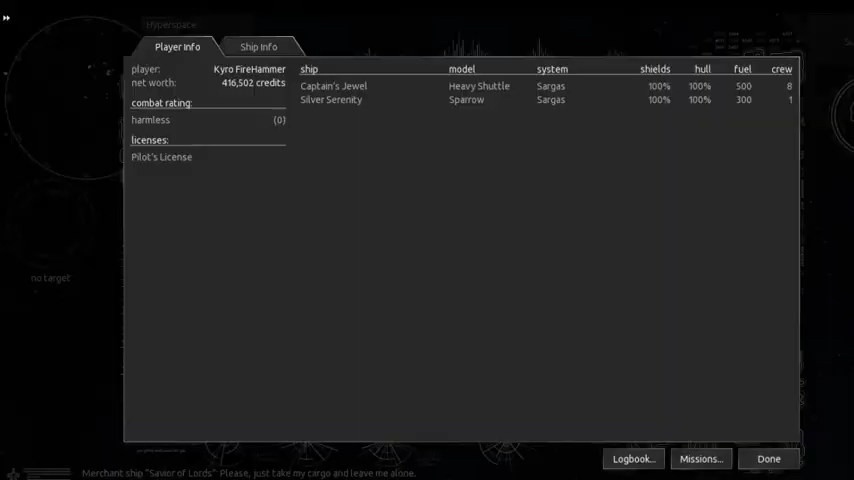 Hyperspace
Player Info Ship Info
player: Kyro FireHammer
net worth: 416,502 credits
combat rating:
harmless (0)
licenses:
Pilot's License
ship model system shields hull fuel crew
Captain's Jewel Heavy Shuttle Sargas 100% 100% 500 8
Silver Serenity Sparrow Sargas 100% 100% 300 1
no target
Logbook... Missions... Done
Merchant ship "Savior of Lords": Please, just take my cargo and leave me alone.